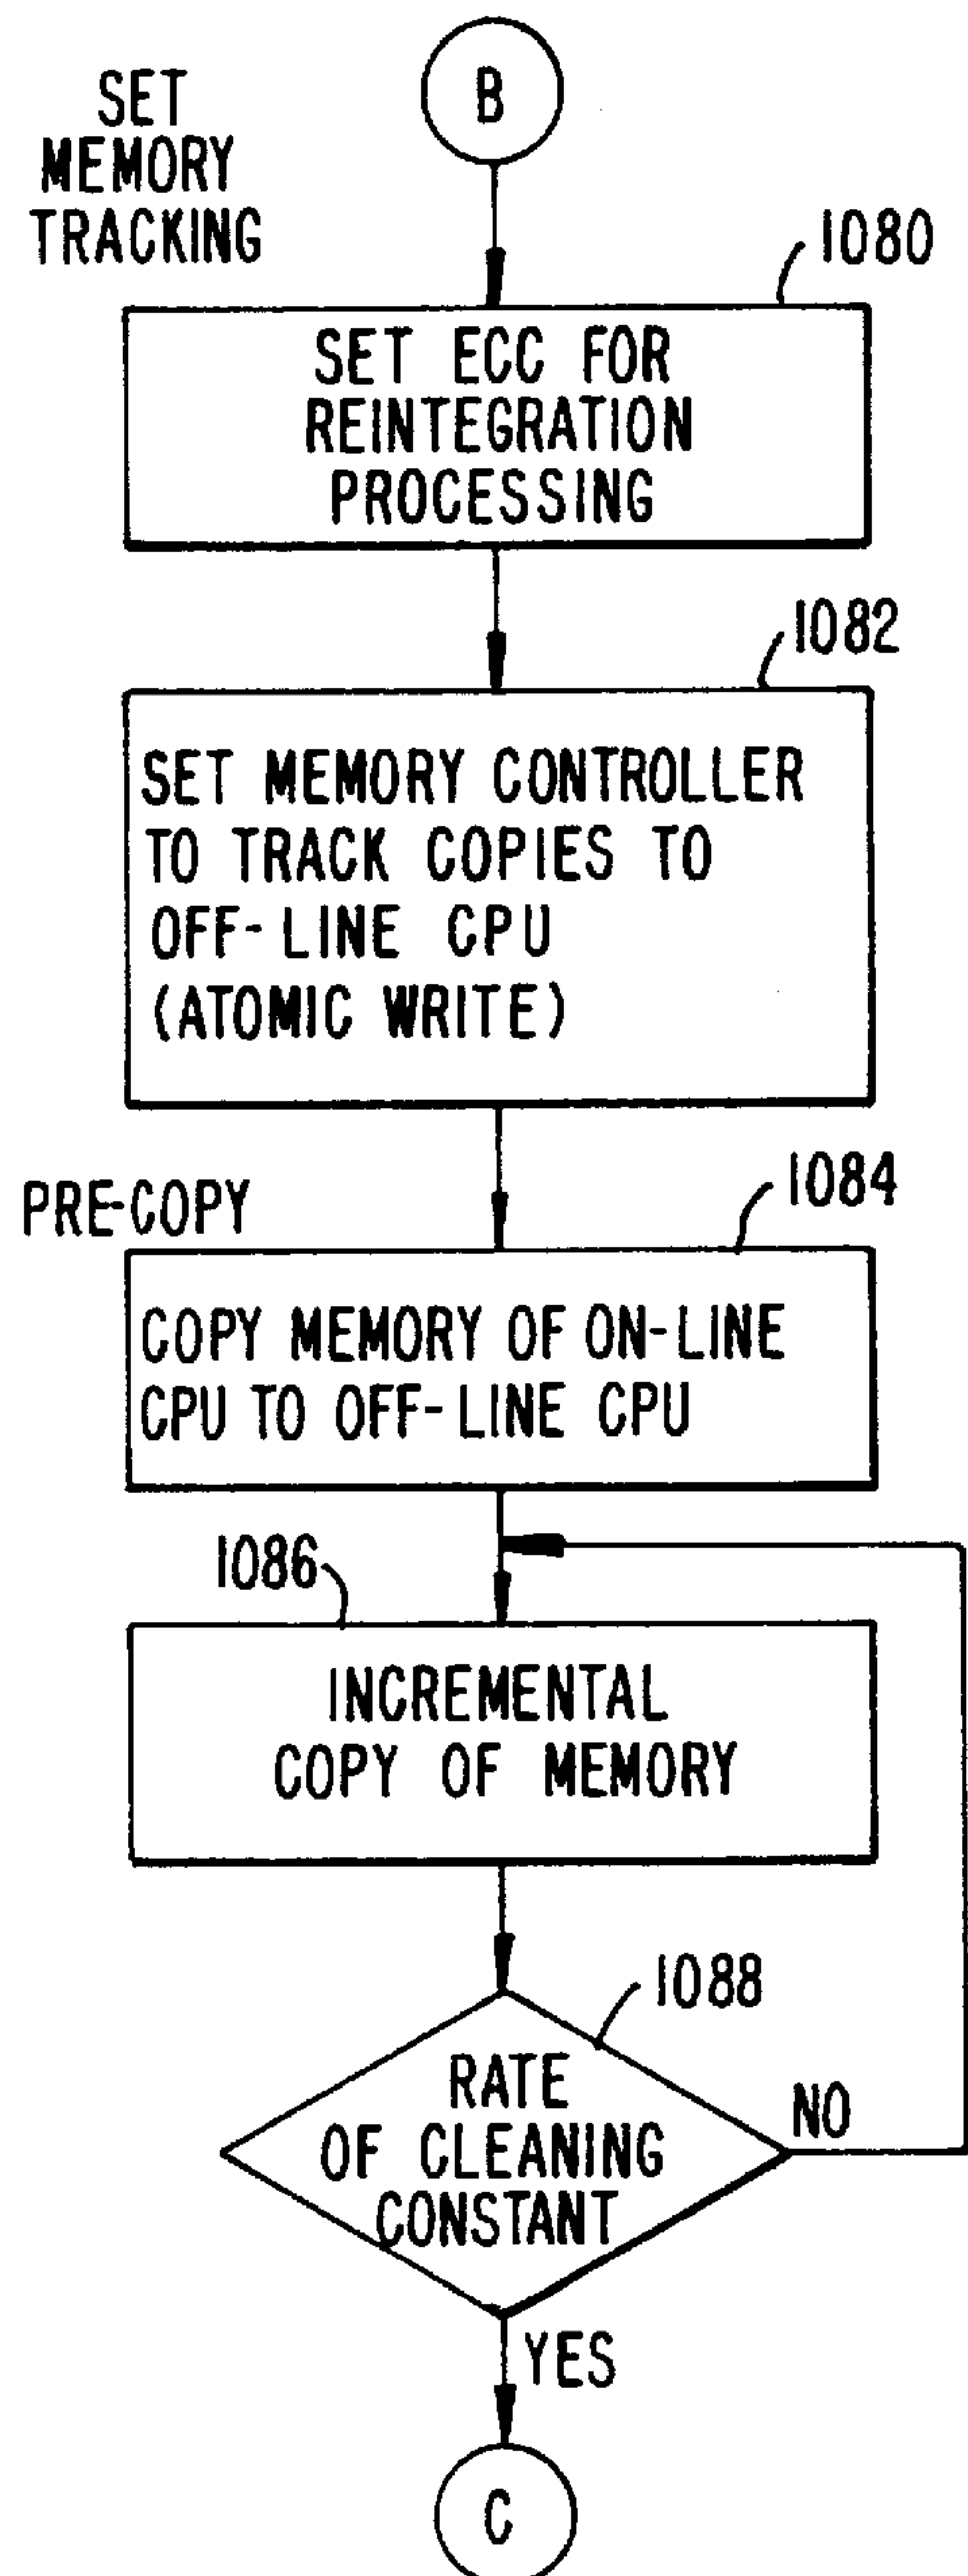 B
SET
MEMORY
TRACKING
1080
SET ECC FOR
REINTEGRATION
PROCESSING
1082
SET MEMORY CONTROLLER
TO TRACK COPIES TO
OFF-LINE CPU
(ATOMIC WRITE)
PRE-COPY
1084
COPY MEMORY OF ON-LINE
CPU TO OFF-LINE CPU
1086
INCREMENTAL
COPY OF MEMORY
1088
RATE
OF CLEANING
CONSTANT
NO
YES
C